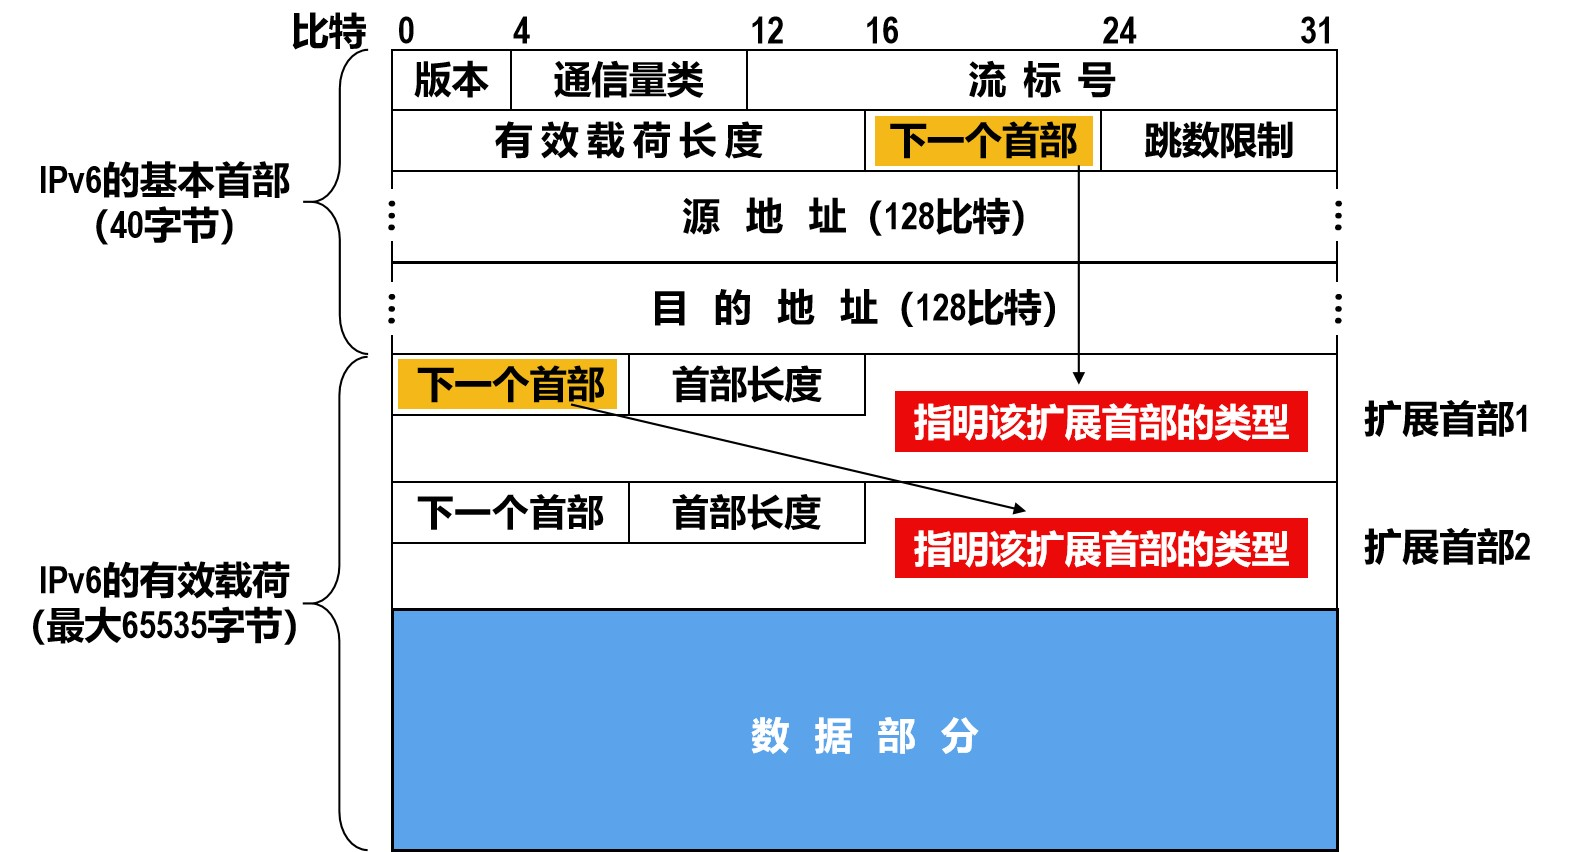 比特 0 4 12 16 24 31
版本 通信量类 流标号
有效载荷长度 下一个首部 跳数限制
IPv6的基本首部
(40字节)
源地址(128比特)
目的地址(128比特)
下一个首部 首部长度
指明该扩展首部的类型
扩展首部1
下一个首部 首部长度
指明该扩展首部的类型
扩展首部2
IPv6的有效载荷
(最大65535字节)
数据部分